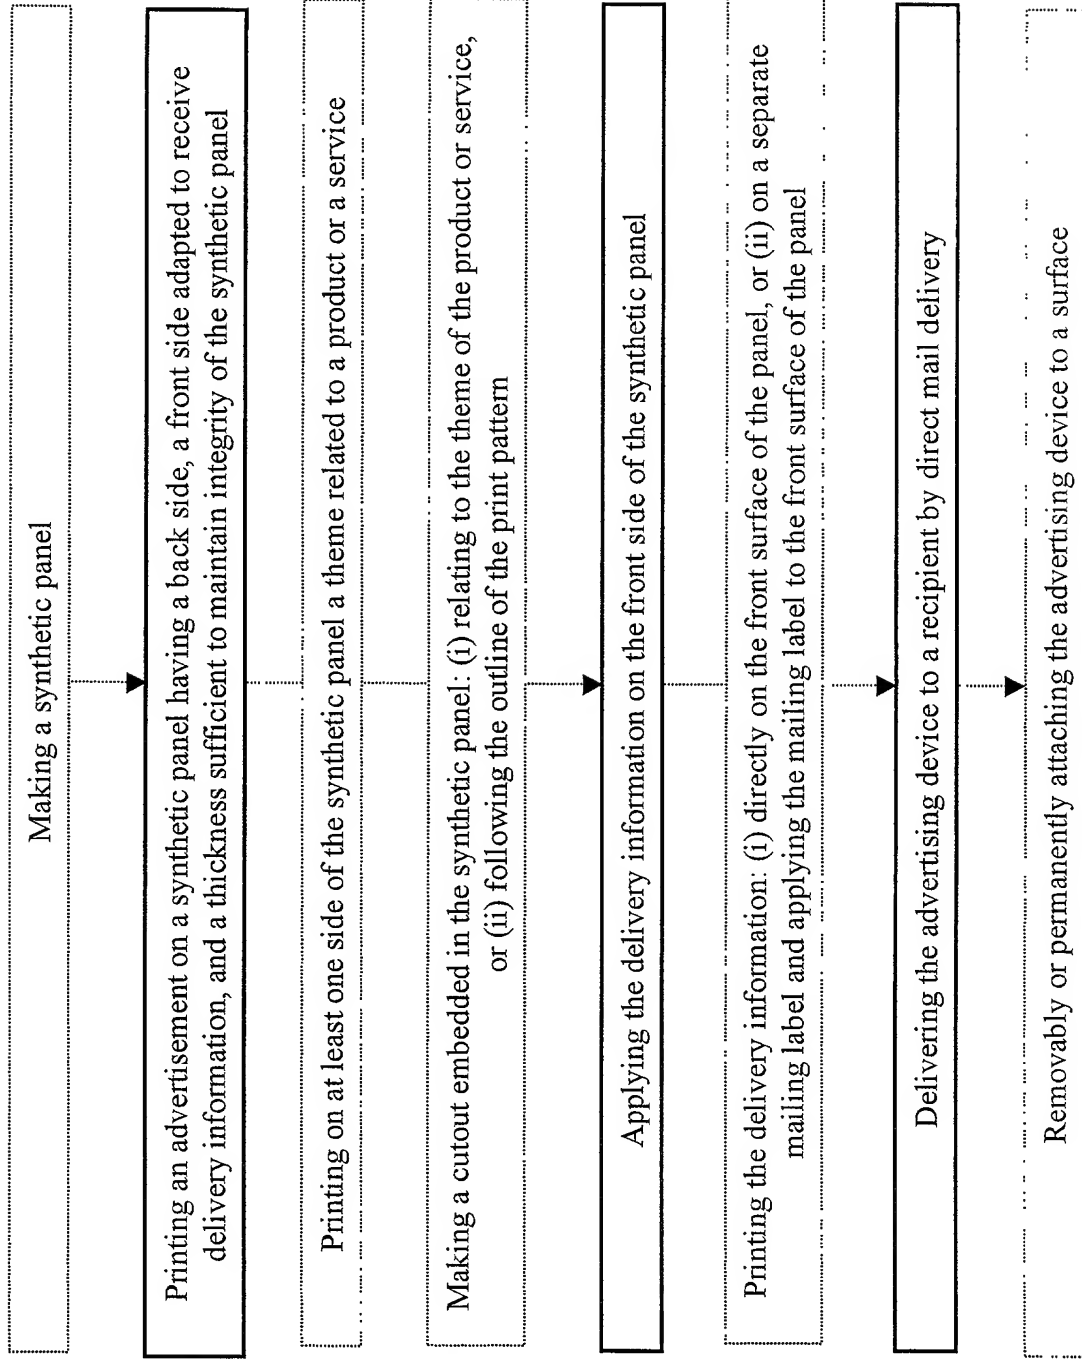 Making a synthetic panel
Printing an advertisement on a synthetic panel having a back side, a front side adapted to receive
delivery information, and a thickness sufficient to maintain integrity of the synthetic panel
Printing on at least one side of the synthetic panel a theme related to a product or a service
Making a cutout embedded in the synthetic panel: (i) relating to the theme of the product or service,
or (ii) following the outline of the print pattern
Applying the delivery information on the front side of the synthetic panel
Printing the delivery information: (i) directly on the front surface of the panel, or (ii) on a separate
mailing label and applying the mailing label to the front surface of the panel
Delivering the advertising device to a recipient by direct mail delivery
Removably or permanently attaching the advertising device to a surface